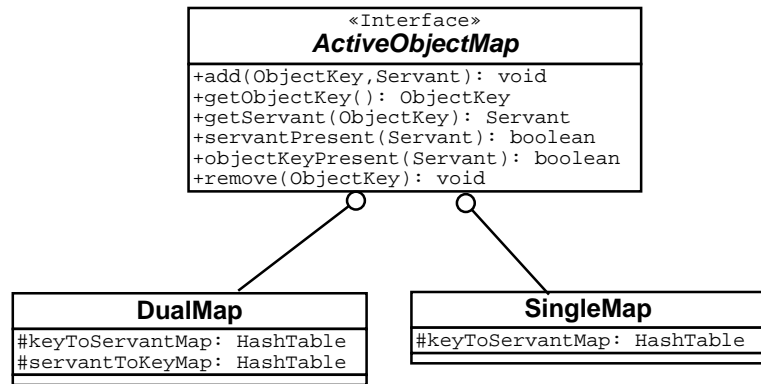 «Interface»
ActiveObjectMap
+add(ObjectKey,Servant): void
+getObjectKey(): ObjectKey
+getServant(ObjectKey): Servant
+servantPresent(Servant): boolean
+objectKeyPresent(Servant): boolean
+remove(ObjectKey): void
DualMap
#keyToServantMap: HashTable
#servantToKeyMap: HashTable
SingleMap
#keyToServantMap: HashTable